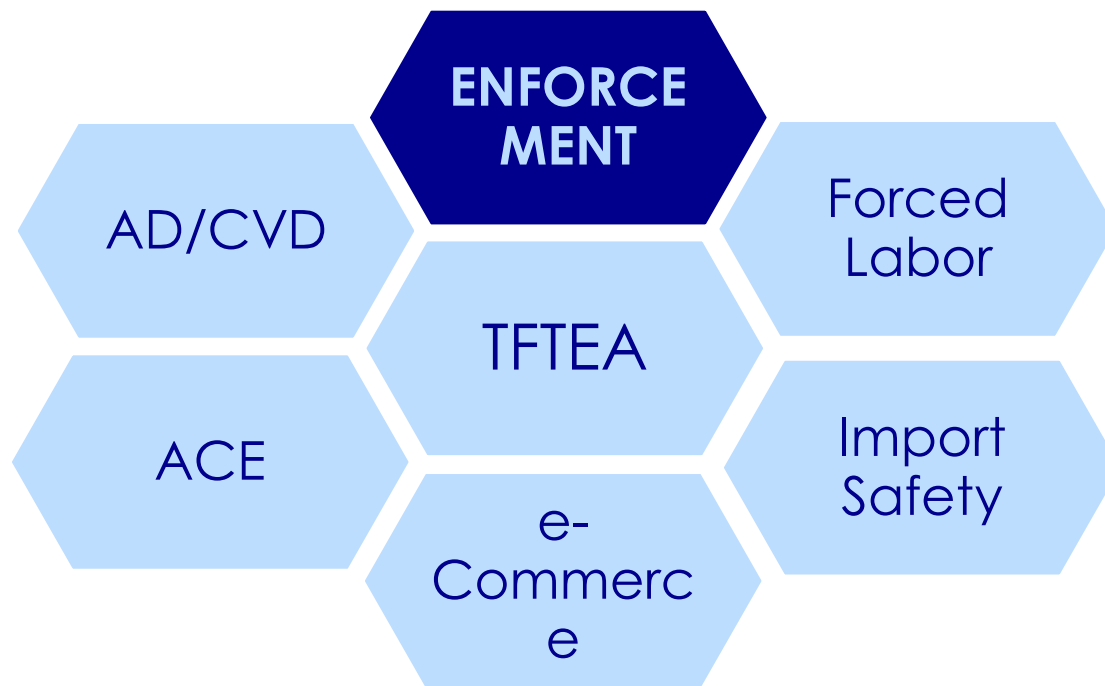 ENFORCE
MENT
AD/CVD
Forced
Labor
TFTEA
ACE
Import
Safety
e-
Commerc
e